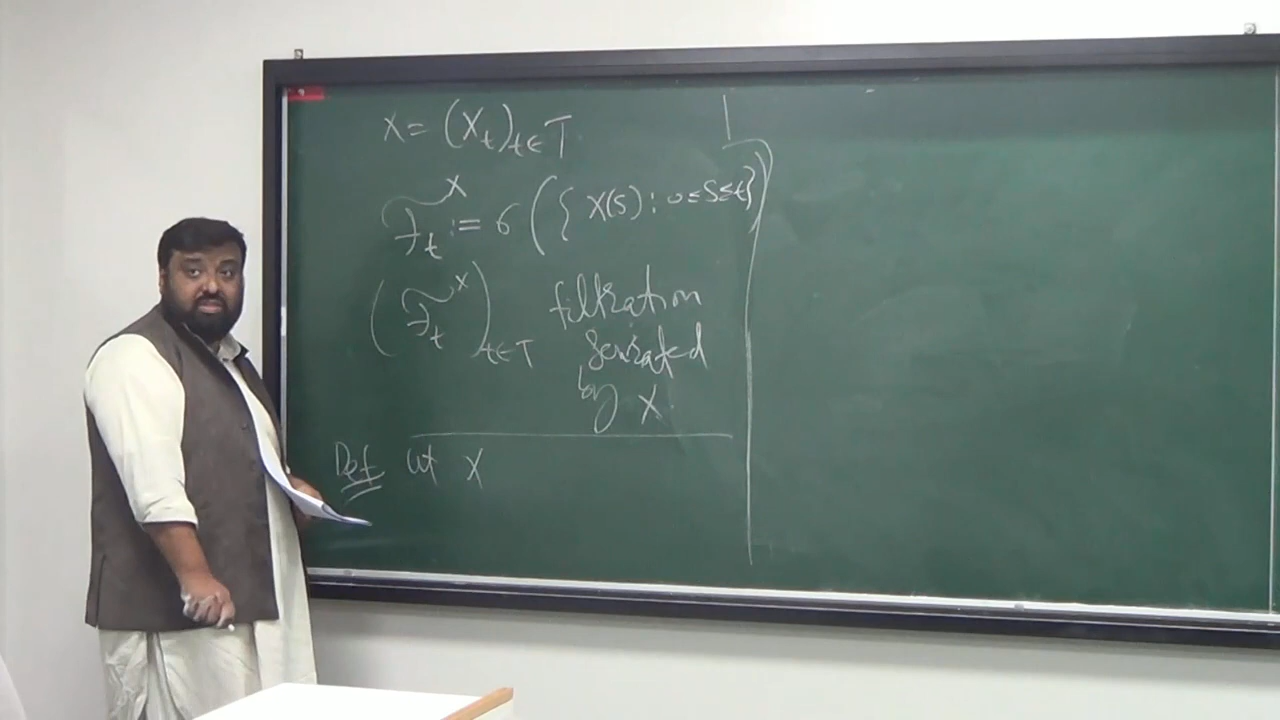 X = (X_t)_{t∈T}
ℱ_t^X := σ({X(s) : 0≤s≤t})
(ℱ_t^X)_{t∈T} filtration
generated
by X
Def Let X